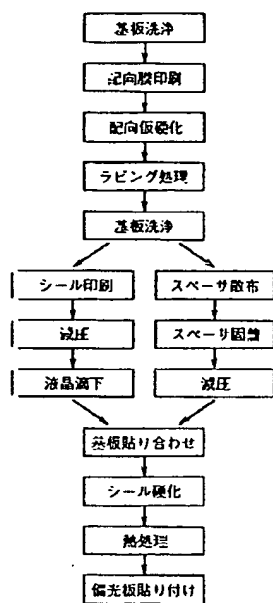 基板洗浄
配向膜印刷
配向仮硬化
ラビング処理
基板洗浄
シール印刷
スペーサ散布
減圧
スペーサ固着
液晶滴下
減圧
基板貼り合わせ
シール硬化
熱処理
偏光板貼り付け